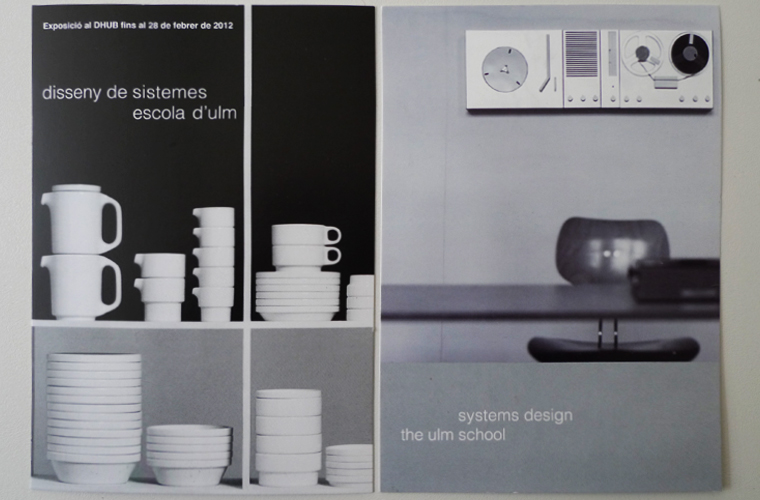 Exposició al DHUB fins al 28 de febrer de 2012
disseny de sistemes
escola d'ulm
systems design
the ulm school